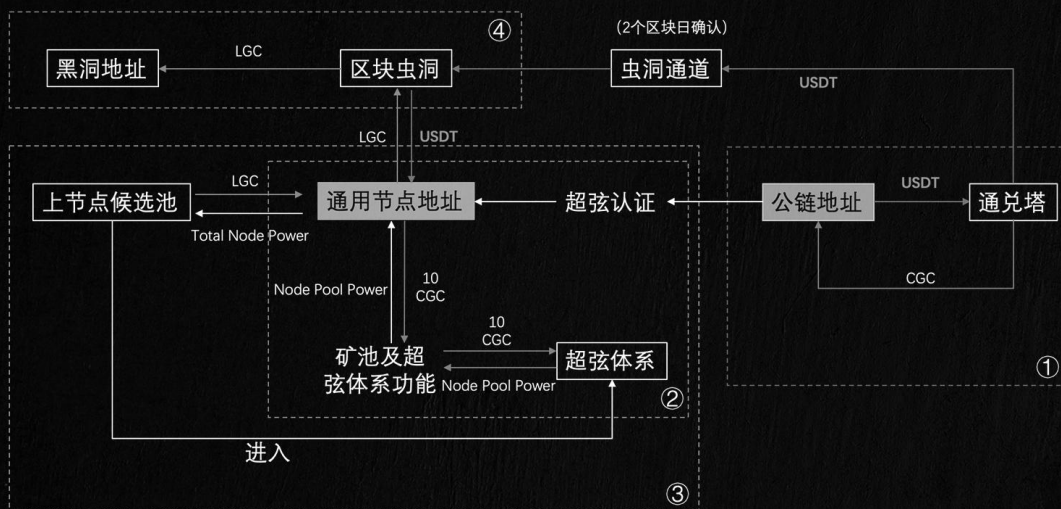 ④
（2个区块日确认）
黑洞地址
LGC
区块虫洞
虫洞通道
USDT
LGC
USDT
上节点候选池
LGC
Total Node Power
通用节点地址
超弦认证
公链地址
USDT
通兑塔
CGC
Node Pool Power
10
CGC
矿池及超
弦体系功能
10
CGC
Node Pool Power
超弦体系
①
②
进入
③